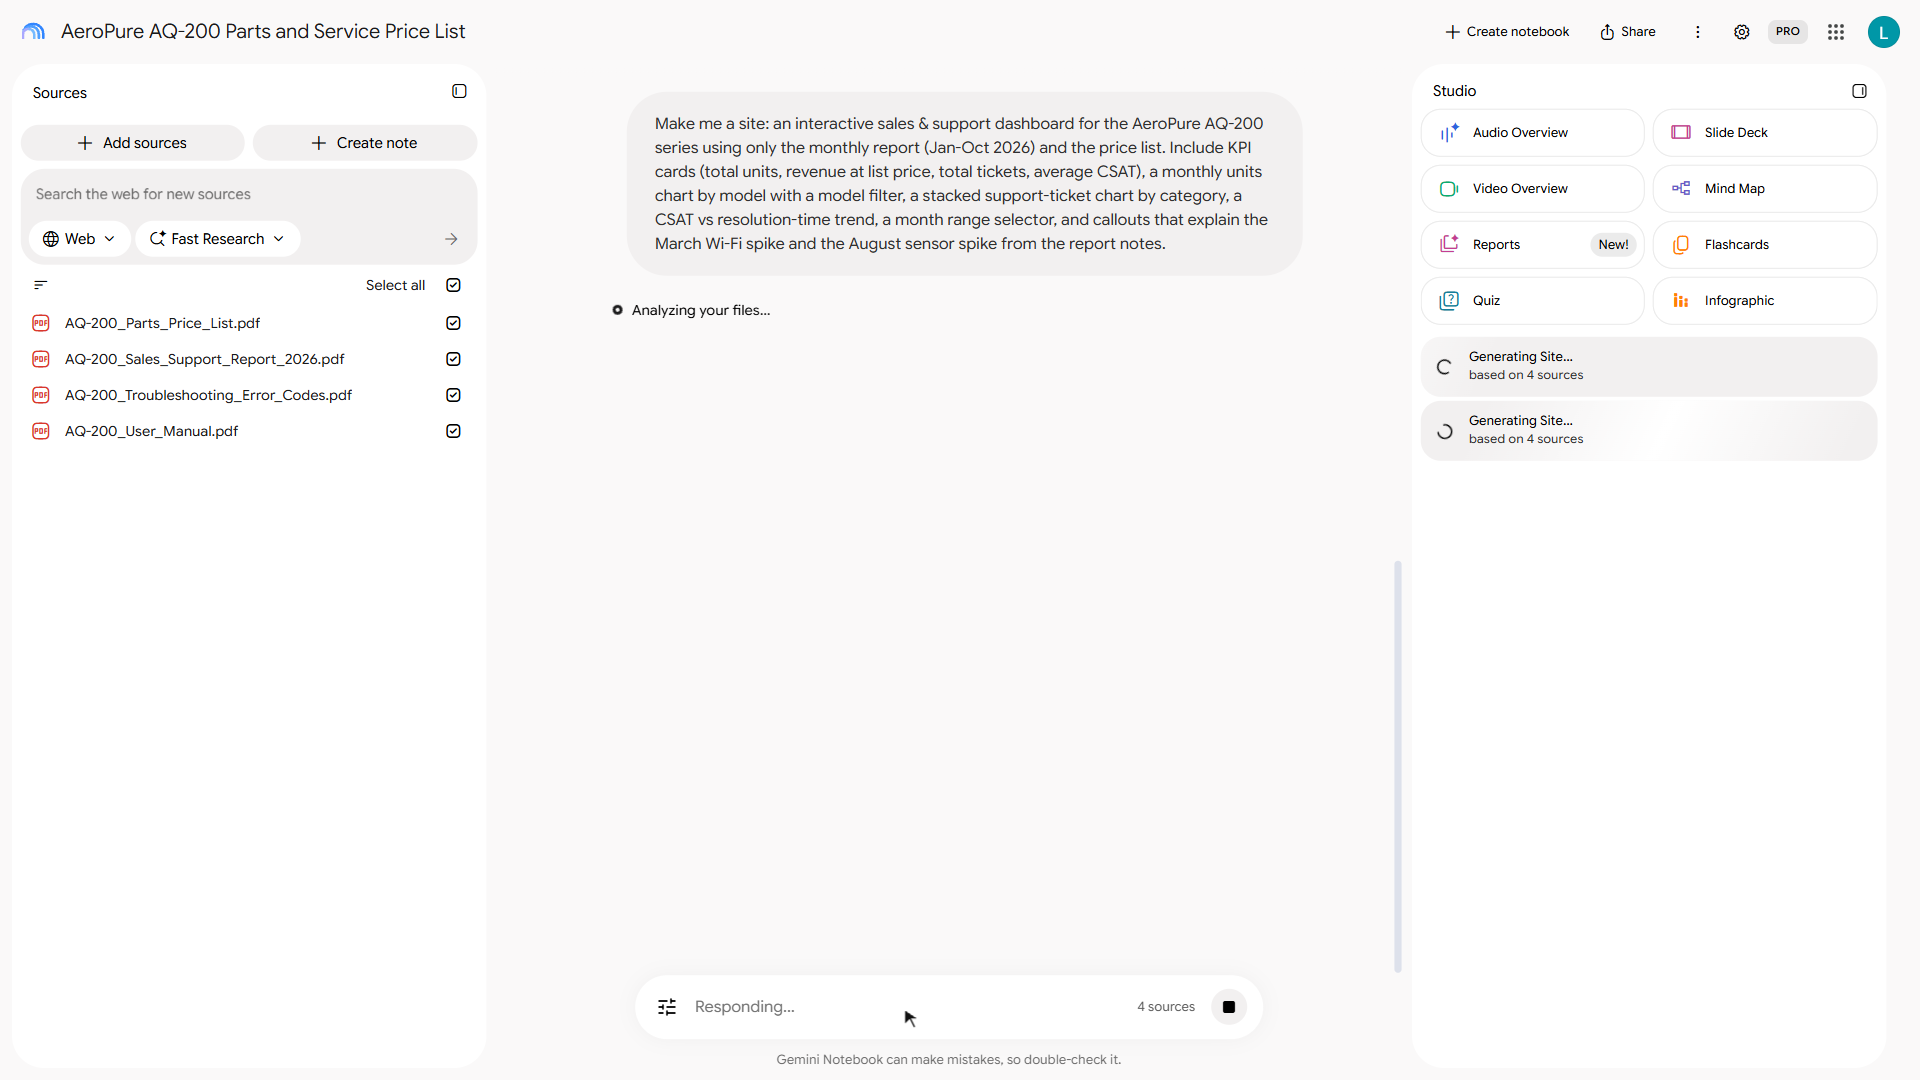 AeroPure AQ-200 Parts and Service Price List
Create notebook
Share
PRO
L
Sources
Add sources
Create note
Search the web for new sources
Web
Fast Research
Select all
PDF
AQ-200_Parts_Price_List.pdf
PDF
AQ-200_Sales_Support_Report_2026.pdf
PDF
AQ-200_Troubleshooting_Error_Codes.pdf
PDF
AQ-200_User_Manual.pdf
Make me a site: an interactive sales & support dashboard for the AeroPure AQ-200
series using only the monthly report (Jan-Oct 2026) and the price list. Include KPI
cards (total units, revenue at list price, total tickets, average CSAT), a monthly units
chart by model with a model filter, a stacked support-ticket chart by category, a
CSAT vs resolution-time trend, a month range selector, and callouts that explain the
March Wi-Fi spike and the August sensor spike from the report notes.
Analyzing your files...
Responding...
4 sources
Gemini Notebook can make mistakes, so double-check it.
Studio
Audio Overview
Slide Deck
Video Overview
Mind Map
Reports
New!
Flashcards
Quiz
Infographic
Generating Site...
based on 4 sources
Generating Site...
based on 4 sources